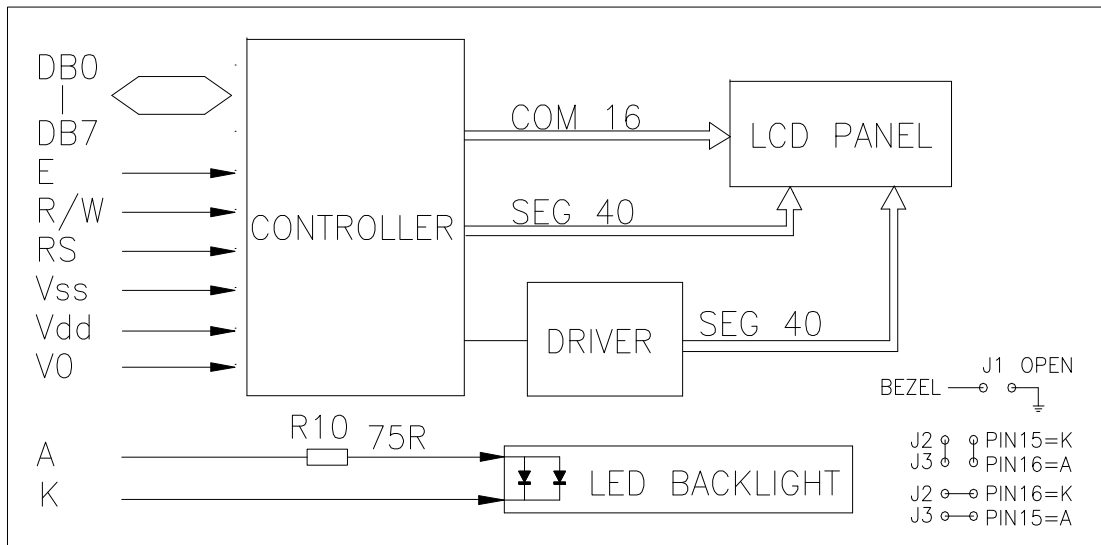 DB0
DB7
E
R/W
RS
Vss
Vdd
V0
CONTROLLER
COM 16
SEG 40
LCD PANEL
DRIVER
SEG 40
J1 OPEN
BEZEL
A
K
R10 75R
LED BACKLIGHT
J2 PIN15=K
J3 PIN16=A
J2 PIN16=K
J3 PIN15=A